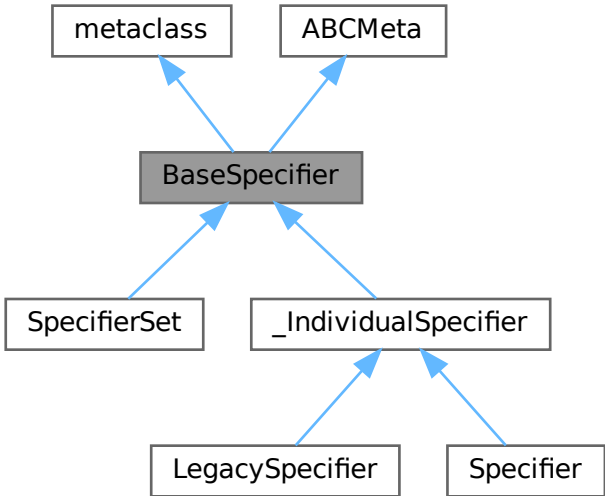 metaclass
ABCMeta
BaseSpecifier
SpecifierSet
_IndividualSpecifier
LegacySpecifier
Specifier